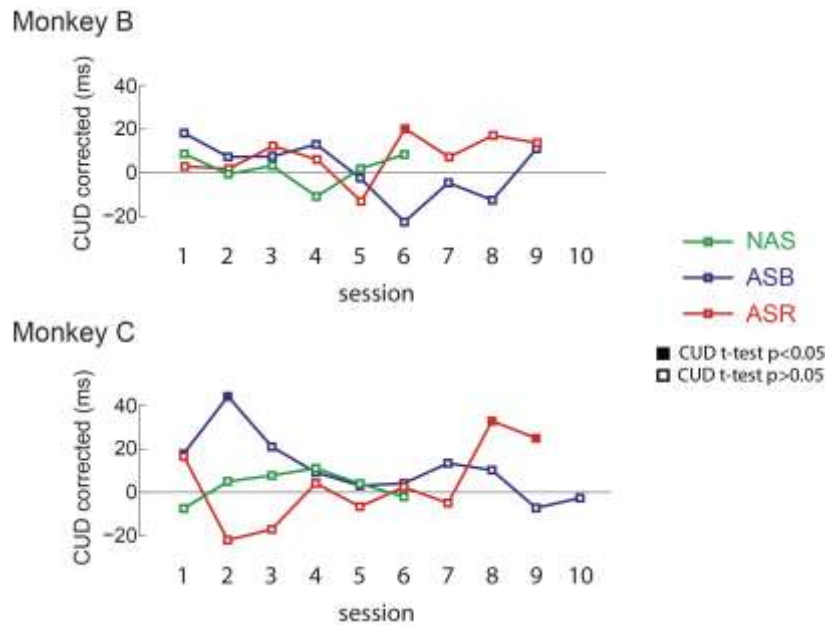 Monkey B
CUD corrected (ms)
40
20
0
−20
1 2 3 4 5 6 7 8 9 10
session
NAS
ASB
ASR
CUD t-test p<0.05
CUD t-test p>0.05
Monkey C
CUD corrected (ms)
40
20
0
−20
1 2 3 4 5 6 7 8 9 10
session